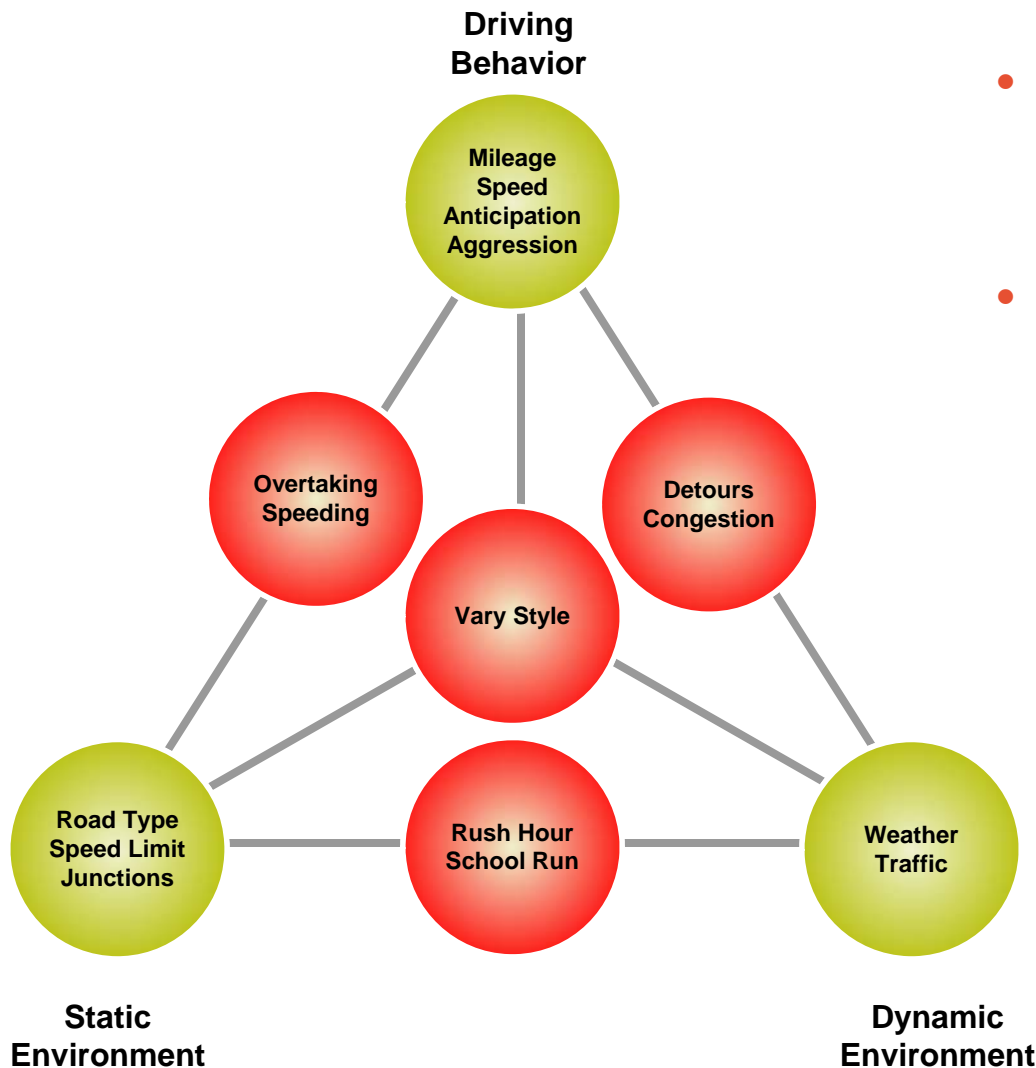 Driving
Behavior
Mileage
Speed
Anticipation
Aggression
Overtaking
Speeding
Detours
Congestion
Vary Style
Road Type
Speed Limit
Junctions
Rush Hour
School Run
Weather
Traffic
Static
Environment
Dynamic
Environment